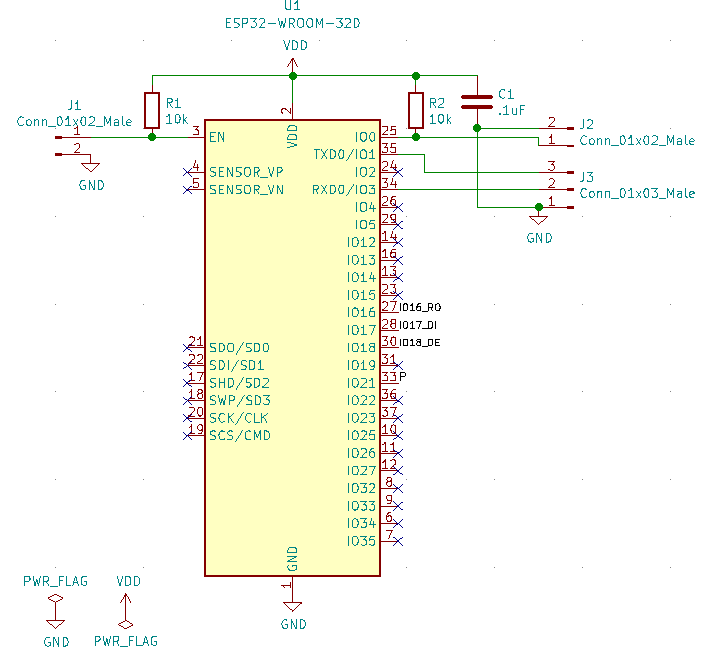 U1
ESP32-WROOM-32D
VDD
J1
Conn_01x02_Male
1
2
GND
R1
10k
R2
10k
C1
.1uF
2
VDD
3 EN
4 SENSOR_VP
5 SENSOR_VN
21 SDO/SD0
22 SDI/SD1
17 SHD/SD2
18 SWP/SD3
20 SCK/CLK
19 SCS/CMD
IO0 25
TXD0/IO1 35
IO2 24
RXD0/IO3 34
IO4 26
IO5 29
IO12 14
IO13 16
IO14 13
IO15 23
IO16 27 IO16_RO
IO17 28 IO17_DI
IO18 30 IO18_DE
IO19 31
IO21 33 P
IO22 36
IO23 37
IO25 10
IO26 11
IO27 12
IO32 8
IO33 9
IO34 6
IO35 7
GND
1
GND
2 J2
1 Conn_01x02_Male
3 J3
2 Conn_01x03_Male
1
GND
PWR_FLAG
GND
VDD
PWR_FLAG